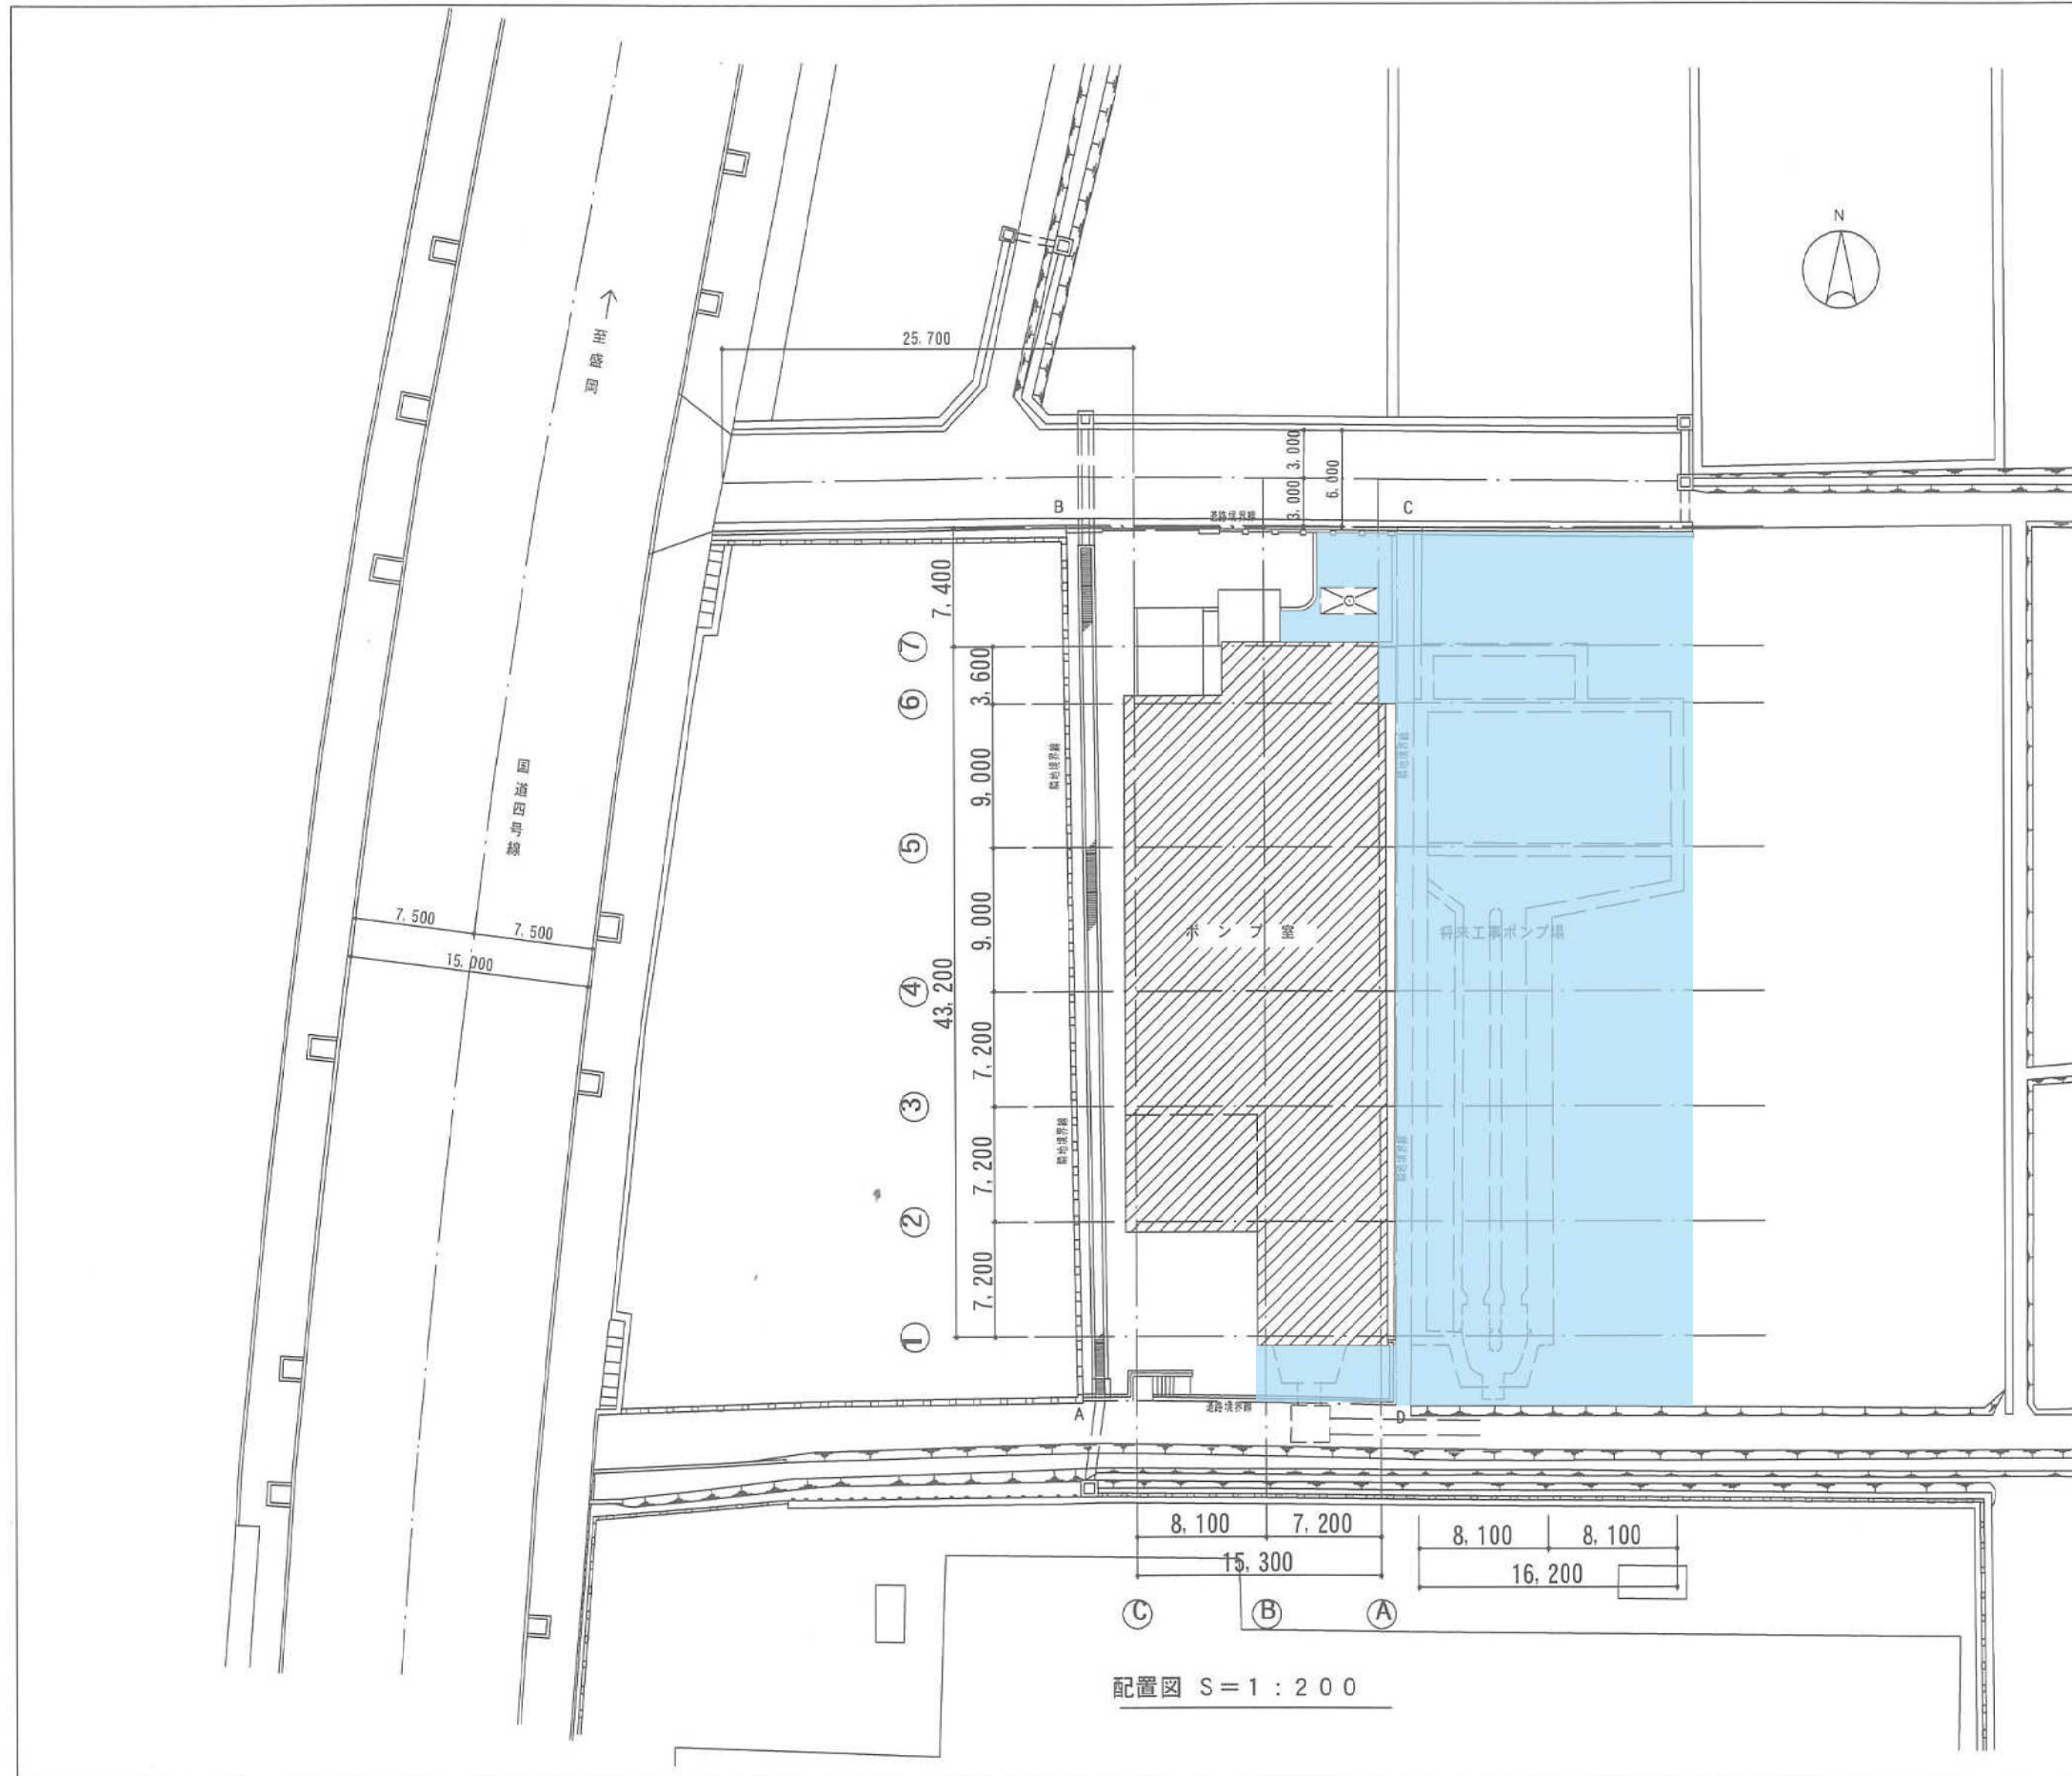 N
至盛岡
25.700
3,000
3,000
6,000
B
C
道路境界線
7,400
⑦
3,600
⑥
隣地境界線
隣地境界線
9,000
国道四号線
⑤
7.500
7.500
15.000
9,000
ポンプ室
将来工事ポンプ場
43,200
④
7,200
③
隣地境界線
隣地境界線
7,200
②
7,200
①
A
道路境界線
D
8,100
7,200
8,100
8,100
15,300
16,200
Ⓒ
Ⓑ
Ⓐ
配置図 S=1:200